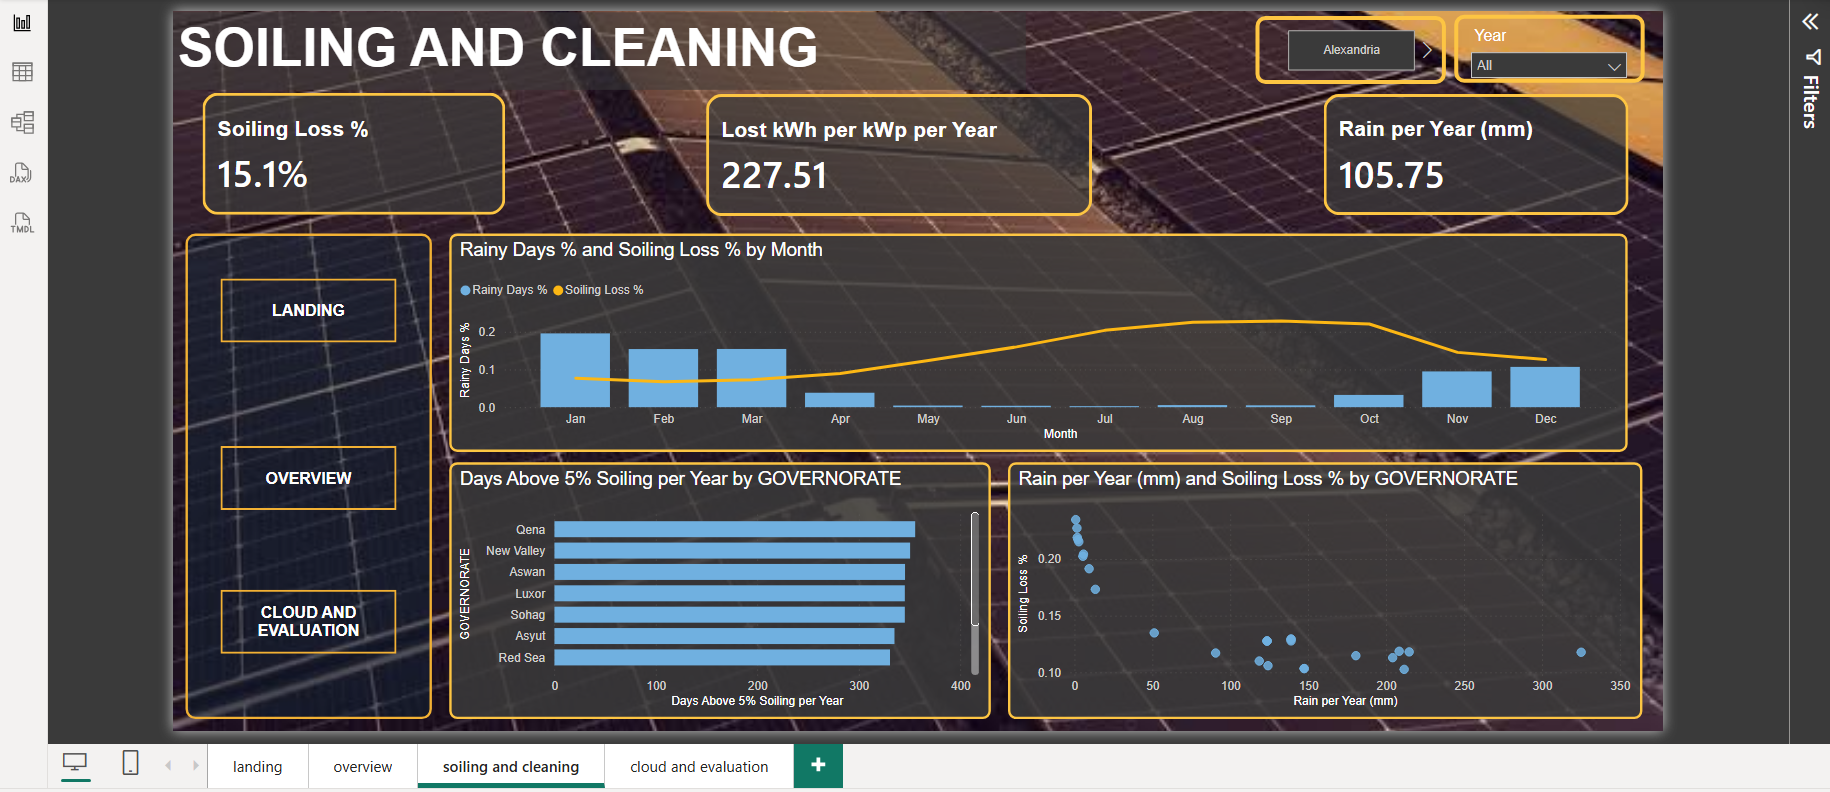 SOILING AND CLEANING
Alexandria
Year
All
Filters
DAX
TMDL
Soiling Loss %
15.1%
Lost kWh per kWp per Year
227.51
Rain per Year (mm)
105.75
LANDING
OVERVIEW
CLOUD AND
EVALUATION
Rainy Days % and Soiling Loss % by Month
Rainy Days % Soiling Loss %
Rainy Days %
0.2
0.1
0.0
Jan Feb Mar Apr May Jun Jul Aug Sep Oct Nov Dec
Month
Days Above 5% Soiling per Year by GOVERNORATE
GOVERNORATE
Qena
New Valley
Aswan
Luxor
Sohag
Asyut
Red Sea
0 100 200 300 400
Days Above 5% Soiling per Year
Rain per Year (mm) and Soiling Loss % by GOVERNORATE
Soiling Loss %
0.20
0.15
0.10
0 50 100 150 200 250 300 350
Rain per Year (mm)
landing overview soiling and cleaning cloud and evaluation